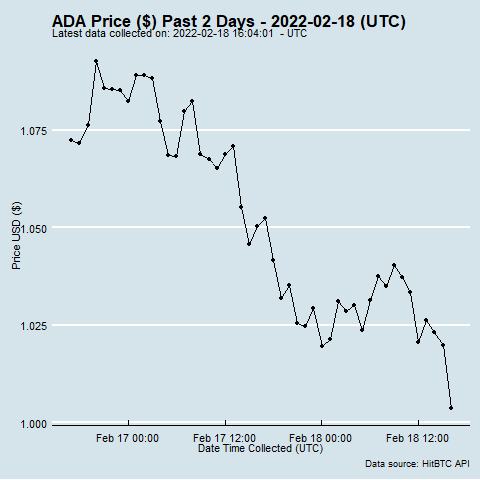 ADA Price ($) Past 2 Days - 2022-02-18 (UTC)
Latest data collected on: 2022-02-18 16:04:01 - UTC
Price USD ($)
1.075
1.050
1.025
1.000
Feb 17 00:00 Feb 17 12:00 Feb 18 00:00 Feb 18 12:00
Date Time Collected (UTC)
Data source: HitBTC API